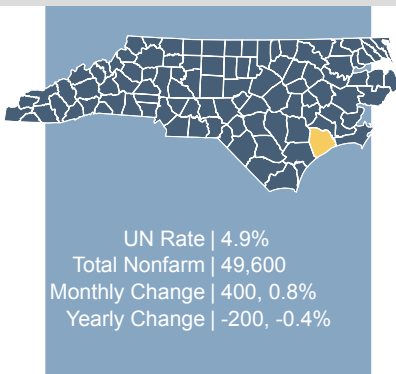 UN Rate | 4.9%
Total Nonfarm | 49,600
Monthly Change | 400, 0.8%
Yearly Change | -200, -0.4%